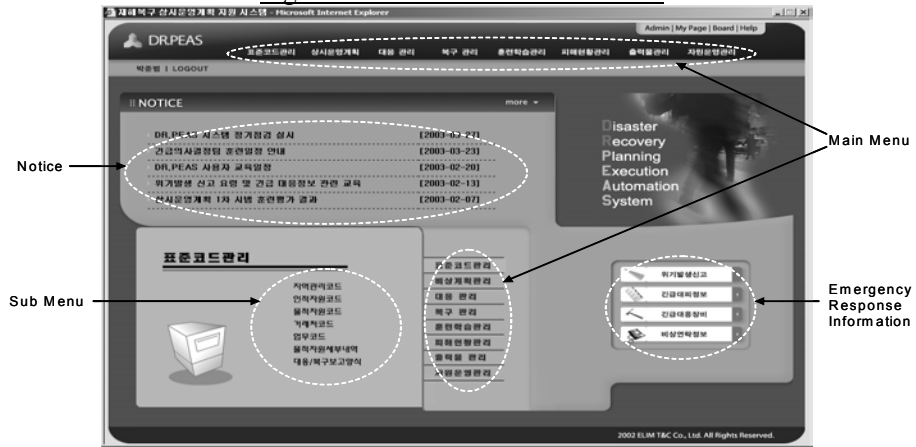 재해복구 상시운영계획 지원 시스템 - Microsoft Internet Explorer
Admin | My Page | Board | Help
DR.PEAS
표준코드관리 상시운영계획 대응 관리 복구 관리 훈련학습관리 피해현황관리 출력물관리 자원운영관리
박준범 | LOGOUT
NOTICE more
DR.PEAS 시스템 정기점검 실시 [2003-03-27]
긴급의사결정팀 훈련일정 안내 [2003-03-23]
DR.PEAS 사용자 교육일정 [2003-02-20]
위기발생 신고 요령 및 긴급 대응정보 관련 교육 [2003-02-13]
상시운영계획 1차 시범 훈련평가 결과 [2003-02-07]
Disaster
Recovery
Planning
Execution
Automation
System
Main Menu
Notice
표준코드관리
지역관리코드
인적자원코드
물적자원코드
거래처코드
업무코드
물적자원세부내역
대응/복구보고양식
Sub Menu
표준코드관리
비상계획관리
대응 관리
복구 관리
훈련학습관리
피해현황관리
출력물 관리
자원운영관리
위기발생신고
긴급대피정보
긴급대응장비
비상연락정보
Emergency
Response
Information
2002 ELIM T&C Co., Ltd. All Rights Reserved.